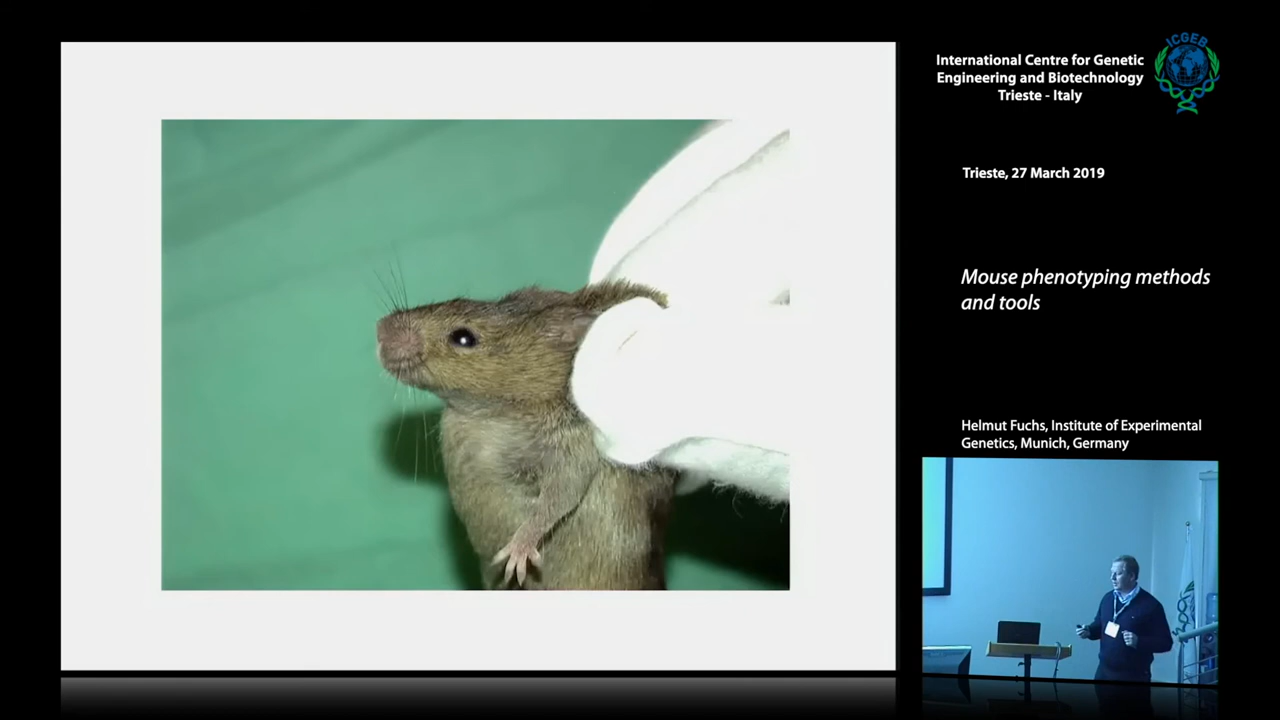 ICGEB
International Centre for Genetic
Engineering and Biotechnology
Trieste - Italy
Trieste, 27 March 2019
Mouse phenotyping methods
and tools
Helmut Fuchs, Institute of Experimental
Genetics, Munich, Germany